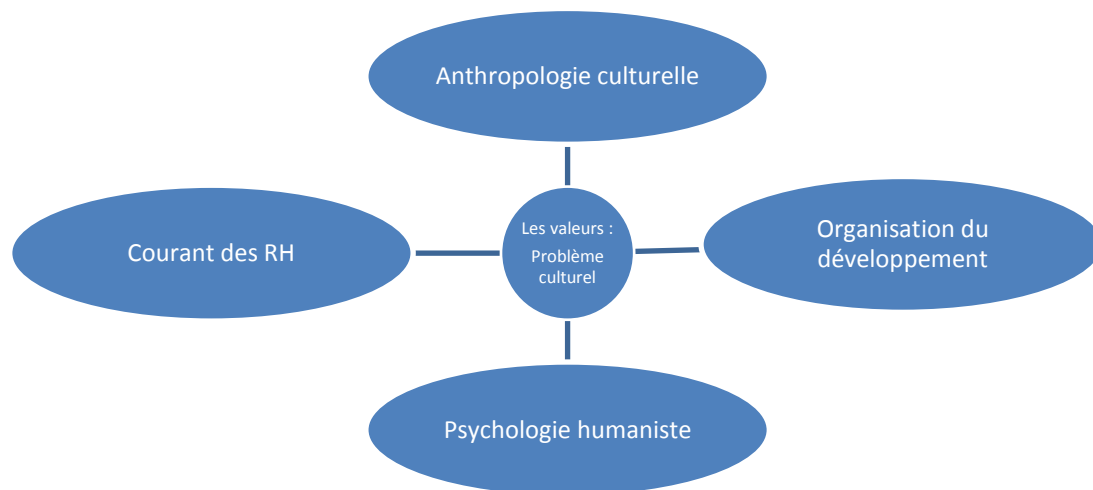 Anthropologie culturelle
Courant des RH
Les valeurs :
Problème
culturel
Organisation du
développement
Psychologie humaniste